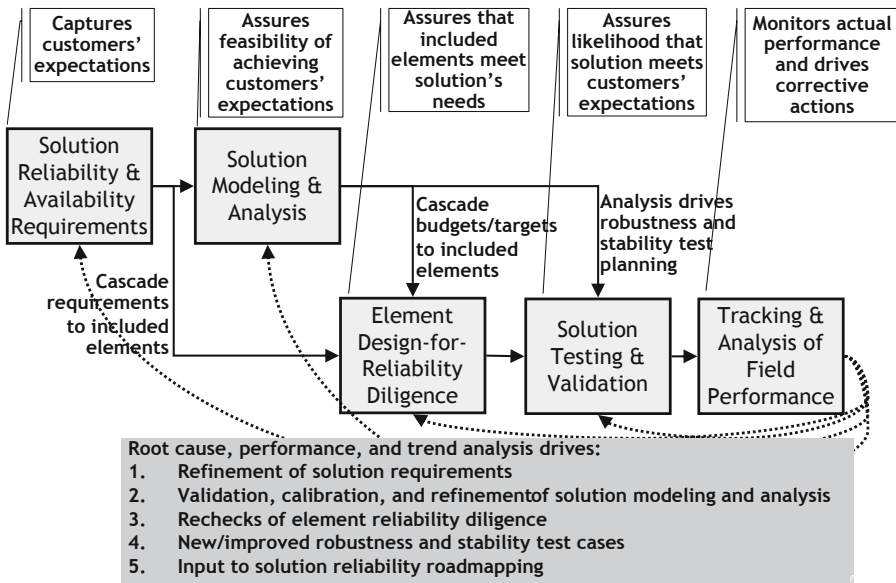 Captures
customers’
expectations
Assures
feasibility of
achieving
customers’
expectations
Assures that
included
elements meet
solution’s
needs
Assures
likelihood that
solution meets
customers’
expectations
Monitors actual
performance
and drives
corrective
actions
Solution
Reliability &
Availability
Requirements
Solution
Modeling &
Analysis
Cascade
budgets/targets
to included
elements
Analysis drives
robustness and
stability test
planning
Cascade
requirements
to included
elements
Element
Design-for-
Reliability
Diligence
Solution
Testing &
Validation
Tracking &
Analysis of
Field
Performance
Root cause, performance, and trend analysis drives:
1. Refinement of solution requirements
2. Validation, calibration, and refinementof solution modeling and analysis
3. Rechecks of element reliability diligence
4. New/improved robustness and stability test cases
5. Input to solution reliability roadmapping